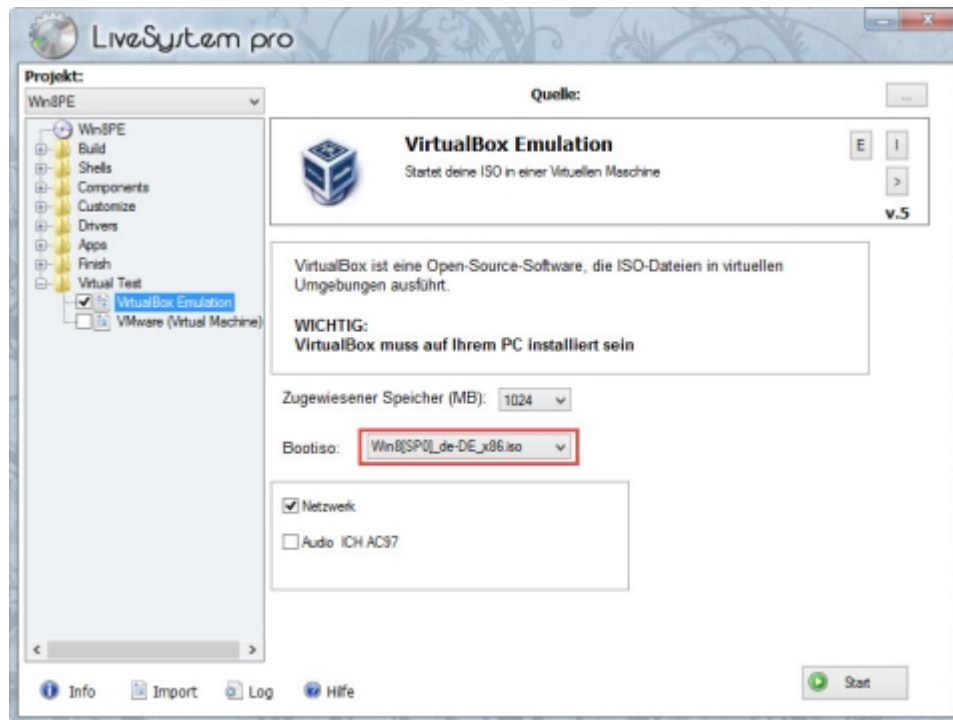 LiveSystem pro
Projekt:
Win8PE
Quelle:
...
Win8PE
Build
Shells
Components
Customize
Drivers
Apps
Finish
Virtual Test
VirtualBox Emulation
VMware (Virtual Machine)
VirtualBox Emulation
Startet deine ISO in einer Virtuellen Maschine
E
I
>
v.5
VirtualBox ist eine Open-Source-Software, die ISO-Dateien in virtuellen
Umgebungen ausführt.
WICHTIG:
VirtualBox muss auf Ihrem PC installiert sein
Zugewiesener Speicher (MB): 1024
Bootiso: Win8[SP0]_de-DE_x86.iso
Netzwerk
Audio ICH AC97
Info Import Log Hilfe
Start